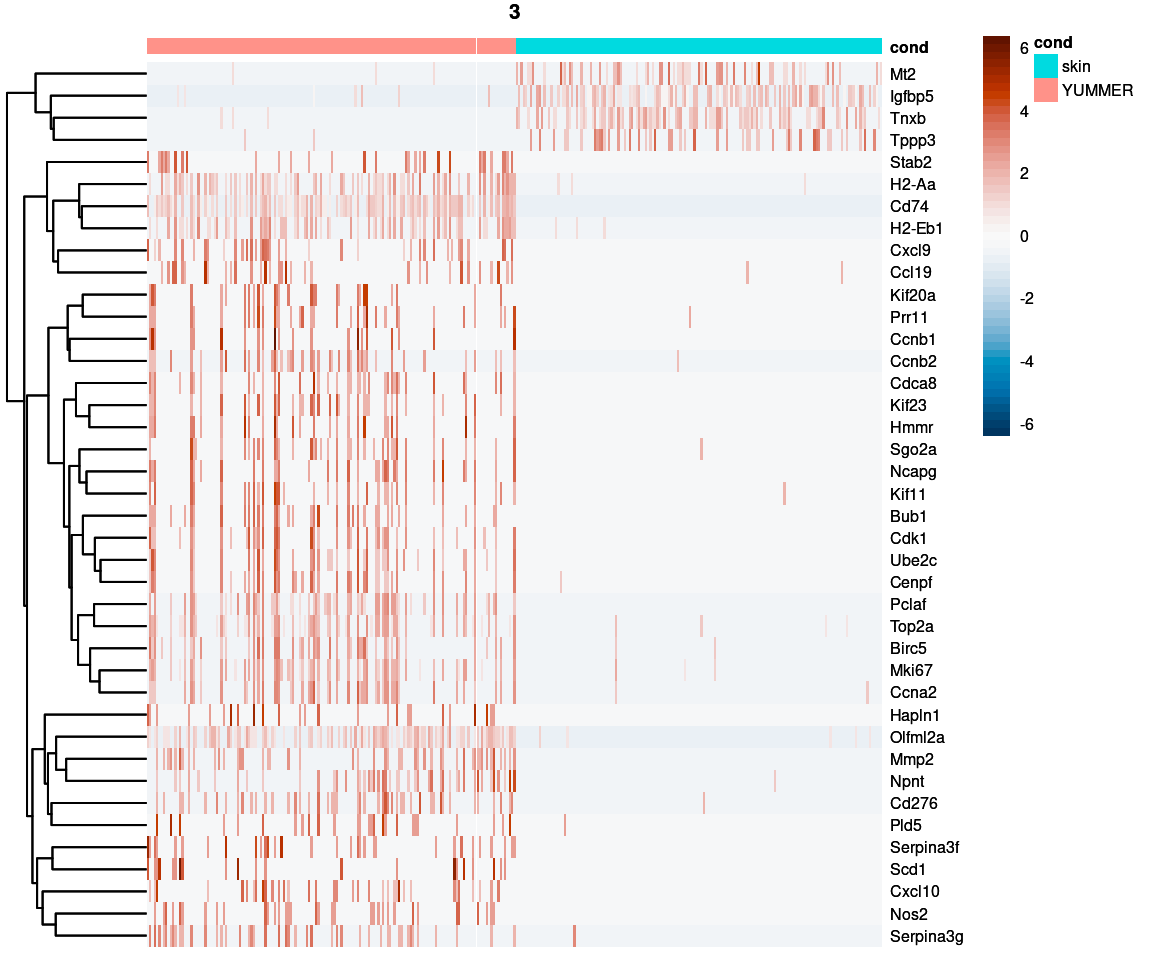 3
cond
Mt2
Igfbp5
Tnxb
Tppp3
Stab2
H2-Aa
Cd74
H2-Eb1
Cxcl9
Ccl19
Kif20a
Prr11
Ccnb1
Ccnb2
Cdca8
Kif23
Hmmr
Sgo2a
Ncapg
Kif11
Bub1
Cdk1
Ube2c
Cenpf
Pclaf
Top2a
Birc5
Mki67
Ccna2
Hapln1
Olfml2a
Mmp2
Npnt
Cd276
Pld5
Serpina3f
Scd1
Cxcl10
Nos2
Serpina3g
6
4
2
0
-2
-4
-6
cond
skin
YUMMER